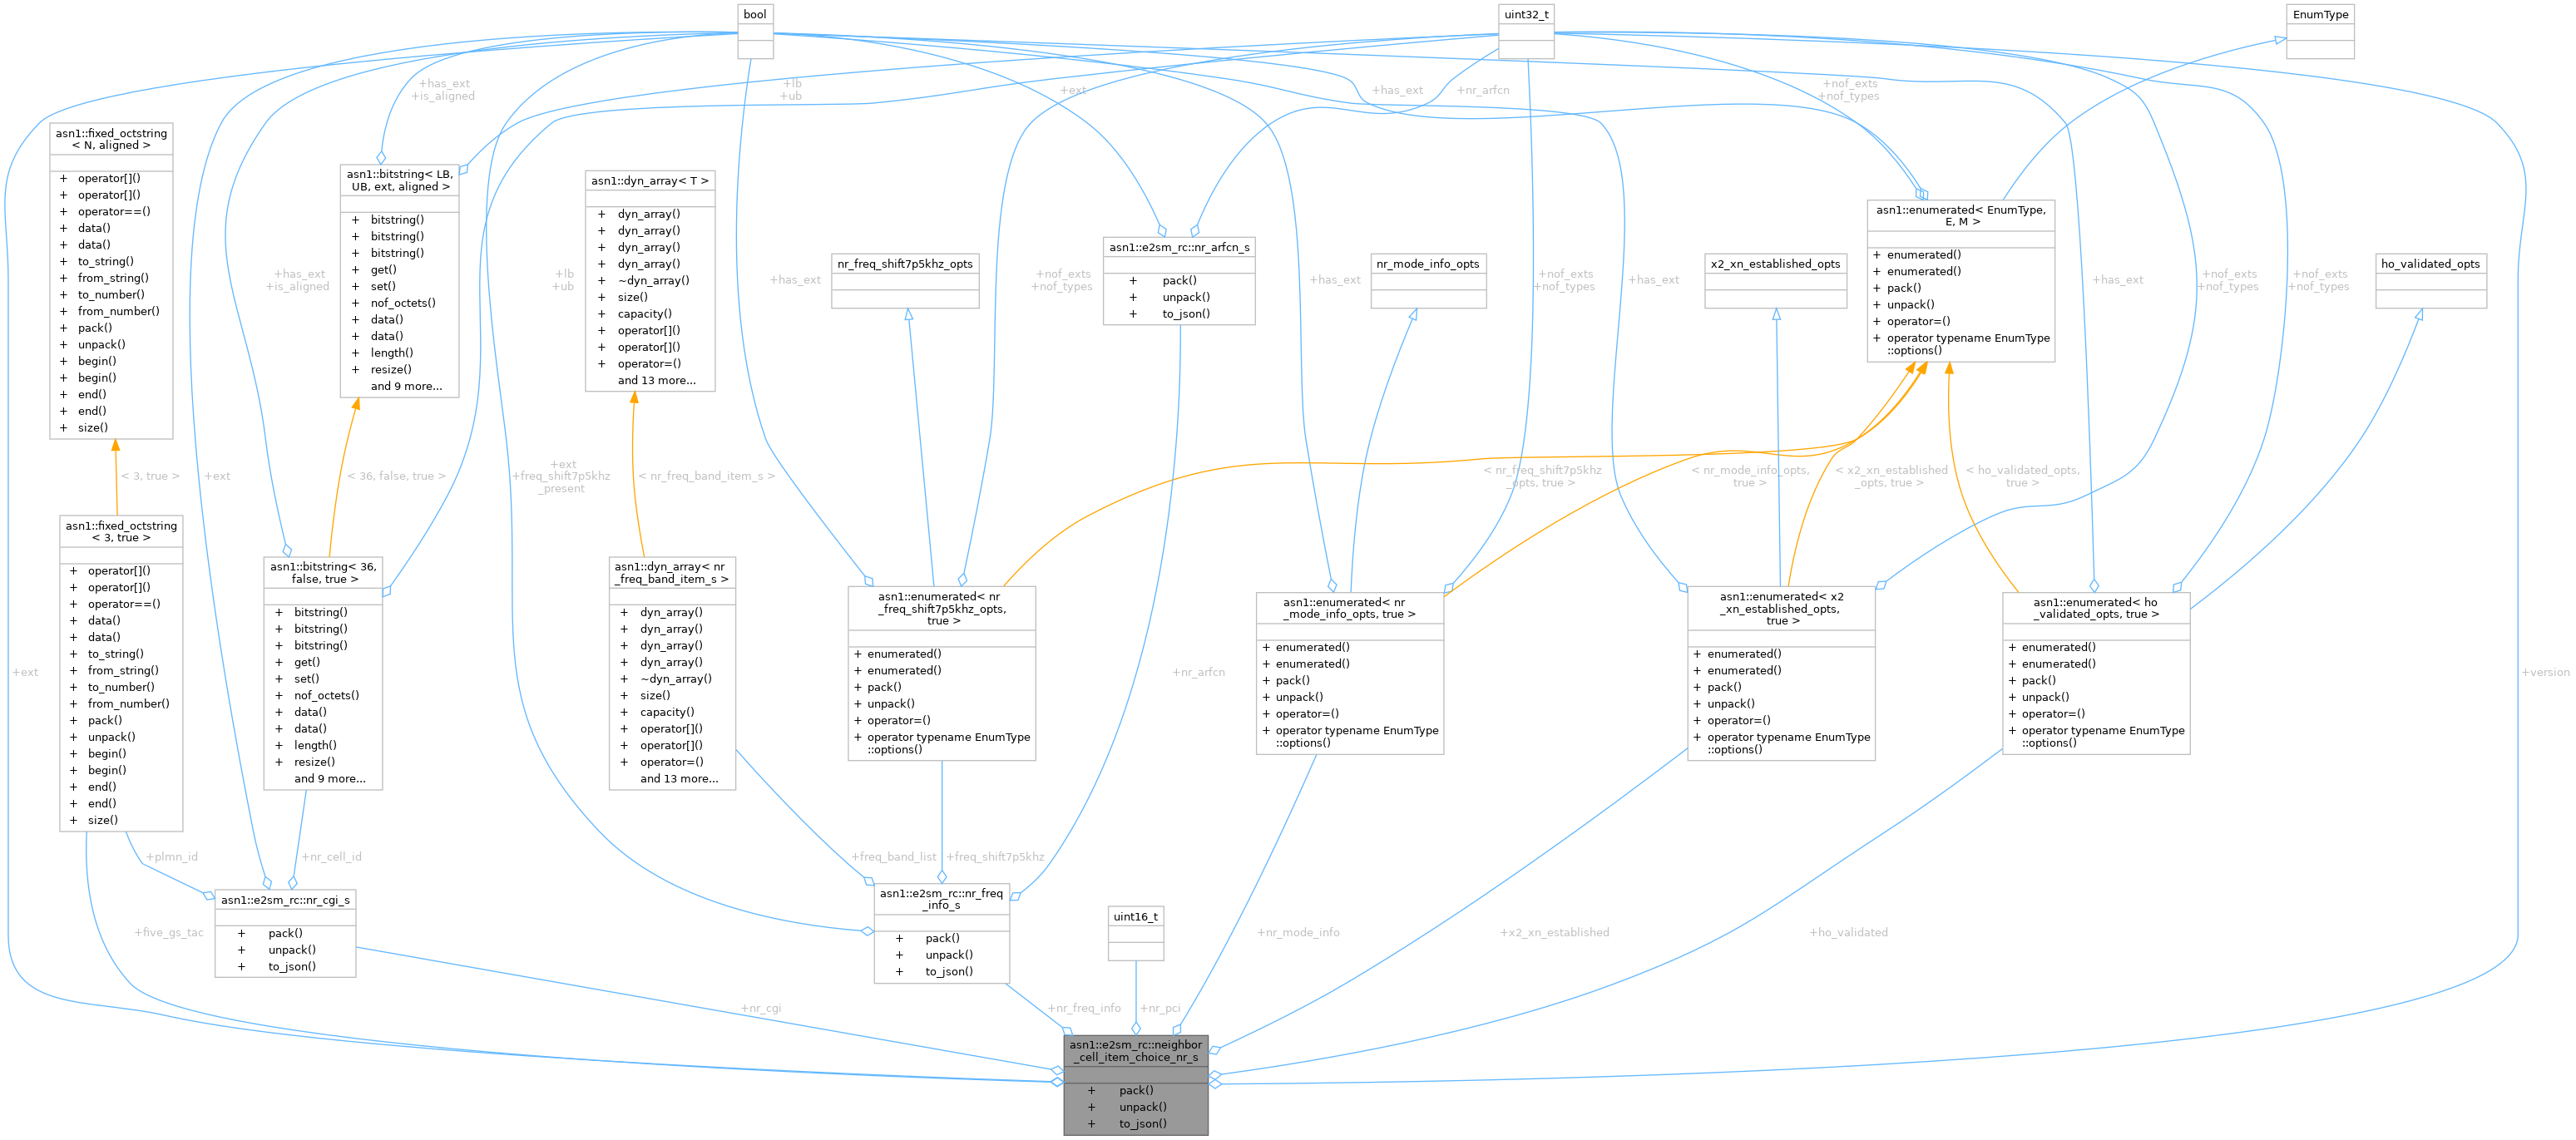 bool
uint32_t
EnumType
+has_ext
+is_aligned
+lb
+ub
+ext
+has_ext
+nr_arfcn
+nof_exts
+nof_types
asn1::fixed_octstring
< N, aligned >
+ operator[]()
+ operator[]()
+ operator==()
+ data()
+ data()
+ to_string()
+ from_string()
+ to_number()
+ from_number()
+ pack()
+ unpack()
+ begin()
+ begin()
+ end()
+ end()
+ size()
asn1::bitstring< LB,
UB, ext, aligned >
+ bitstring()
+ bitstring()
+ bitstring()
+ get()
+ set()
+ nof_octets()
+ data()
+ data()
+ length()
+ resize()
and 9 more...
asn1::dyn_array< T >
+ dyn_array()
+ dyn_array()
+ dyn_array()
+ dyn_array()
+ ~dyn_array()
+ size()
+ capacity()
+ operator[]()
+ operator[]()
+ operator=()
and 13 more...
nr_freq_shift7p5khz_opts
asn1::e2sm_rc::nr_arfcn_s
+ pack()
+ unpack()
+ to_json()
nr_mode_info_opts
x2_xn_established_opts
asn1::enumerated< EnumType,
E, M >
+ enumerated()
+ enumerated()
+ pack()
+ unpack()
+ operator=()
+ operator typename EnumType
::options()
ho_validated_opts
+has_ext
+is_aligned
+lb
+ub
+has_ext
+nof_exts
+nof_types
+has_ext
+nof_exts
+nof_types
+has_ext
+has_ext
+nof_exts
+nof_types
+nof_exts
+nof_types
< 3, true >
+ext
< 36, false, true >
+ext
+freq_shift7p5khz
_present
< nr_freq_band_item_s >
< nr_freq_shift7p5khz
_opts, true >
< nr_mode_info_opts,
true >
< x2_xn_established
_opts, true >
< ho_validated_opts,
true >
asn1::fixed_octstring
< 3, true >
+ operator[]()
+ operator[]()
+ operator==()
+ data()
+ data()
+ to_string()
+ from_string()
+ to_number()
+ from_number()
+ pack()
+ unpack()
+ begin()
+ begin()
+ end()
+ end()
+ size()
asn1::bitstring< 36,
false, true >
+ bitstring()
+ bitstring()
+ bitstring()
+ get()
+ set()
+ nof_octets()
+ data()
+ data()
+ length()
+ resize()
and 9 more...
asn1::dyn_array< nr
_freq_band_item_s >
+ dyn_array()
+ dyn_array()
+ dyn_array()
+ dyn_array()
+ ~dyn_array()
+ size()
+ capacity()
+ operator[]()
+ operator[]()
+ operator=()
and 13 more...
asn1::enumerated< nr
_freq_shift7p5khz_opts,
true >
+ enumerated()
+ enumerated()
+ pack()
+ unpack()
+ operator=()
+ operator typename EnumType
::options()
asn1::enumerated< nr
_mode_info_opts, true >
+ enumerated()
+ enumerated()
+ pack()
+ unpack()
+ operator=()
+ operator typename EnumType
::options()
asn1::enumerated< x2
_xn_established_opts,
true >
+ enumerated()
+ enumerated()
+ pack()
+ unpack()
+ operator=()
+ operator typename EnumType
::options()
asn1::enumerated< ho
_validated_opts, true >
+ enumerated()
+ enumerated()
+ pack()
+ unpack()
+ operator=()
+ operator typename EnumType
::options()
+ext
+nr_arfcn
+version
+plmn_id
+nr_cell_id
+freq_band_list
+freq_shift7p5khz
asn1::e2sm_rc::nr_cgi_s
+ pack()
+ unpack()
+ to_json()
asn1::e2sm_rc::nr_freq
_info_s
+ pack()
+ unpack()
+ to_json()
uint16_t
+five_gs_tac
+nr_mode_info
+x2_xn_established
+ho_validated
+nr_cgi
+nr_freq_info
+nr_pci
asn1::e2sm_rc::neighbor
_cell_item_choice_nr_s
+ pack()
+ unpack()
+ to_json()